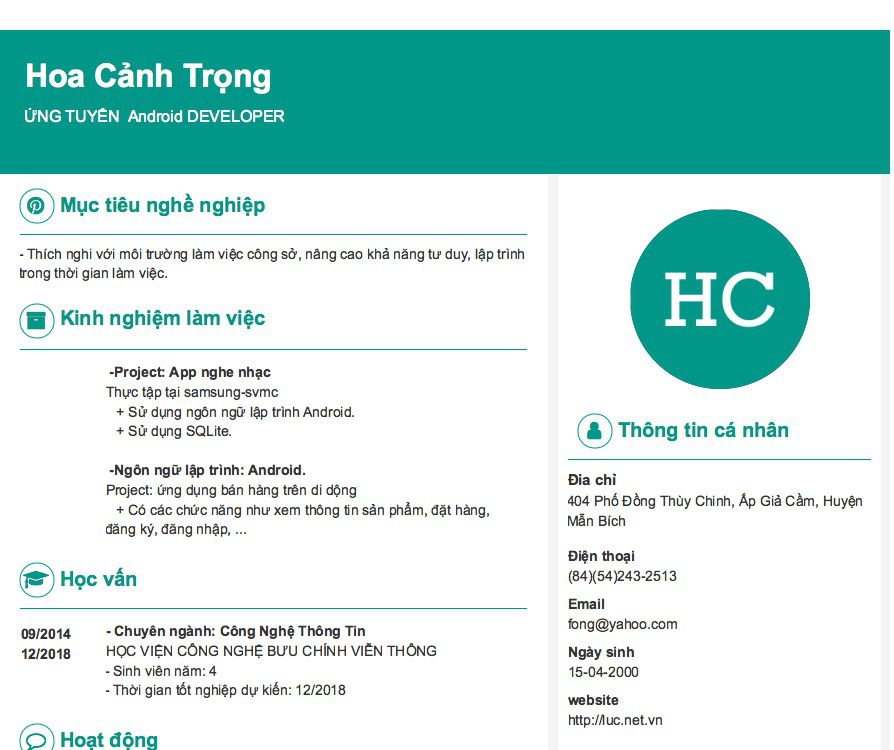 Hoa Cảnh Trọng
ỨNG TUYỂN Android DEVELOPER
Mục tiêu nghề nghiệp
- Thích nghi với môi trường làm việc công sở, nâng cao khả năng tư duy, lập trình
trong thời gian làm việc.
Kinh nghiệm làm việc
-Project: App nghe nhạc
Thực tập tại samsung-svmc
+ Sử dụng ngôn ngữ lập trình Android.
+ Sử dụng SQLite.
-Ngôn ngữ lập trình: Android.
Project: ứng dụng bán hàng trên di dộng
+ Có các chức năng như xem thông tin sản phẩm, đặt hàng,
đăng ký, đăng nhập, ...
Học vấn
09/2014
12/2018
- Chuyên ngành: Công Nghệ Thông Tin
HỌC VIỆN CÔNG NGHỆ BƯU CHÍNH VIỄN THÔNG
- Sinh viên năm: 4
- Thời gian tốt nghiệp dự kiến: 12/2018
Hoạt động
HC
Thông tin cá nhân
Đia chỉ
404 Phố Đồng Thùy Chinh, Ấp Giả Cầm, Huyện
Mẫn Bích
Điện thoại
(84)(54)243-2513
Email
fong@yahoo.com
Ngày sinh
15-04-2000
website
http://luc.net.vn